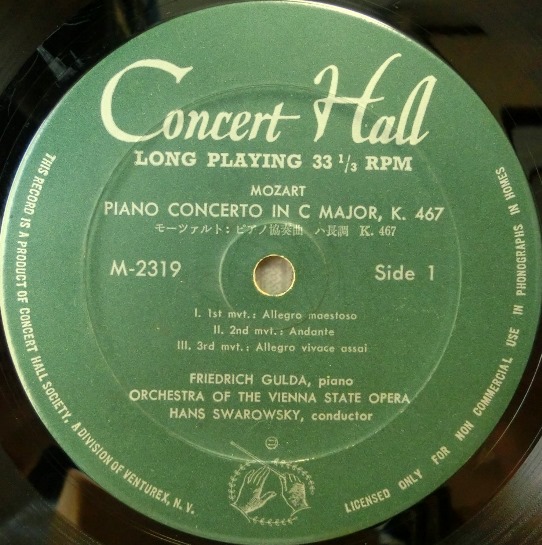 Concert Hall
LONG PLAYING 33 1/3 RPM
MOZART
PIANO CONCERTO IN C MAJOR, K. 467
モーツァルト: ピアノ協奏曲 ハ長調 K. 467
M-2319
Side 1
I. 1st mvt.: Allegro maestoso
II. 2nd mvt.: Andante
III. 3rd mvt.: Allegro vivace assai
FRIEDRICH GULDA, piano
ORCHESTRA OF THE VIENNA STATE OPERA
HANS SWAROWSKY, conductor
THIS RECORD IS A PRODUCT OF CONCERT HALL SOCIETY, A DIVISION OF VENTUREX, N. V.
LICENSED ONLY FOR NON COMMERCIAL USE IN PHONOGRAPHS IN HOMES